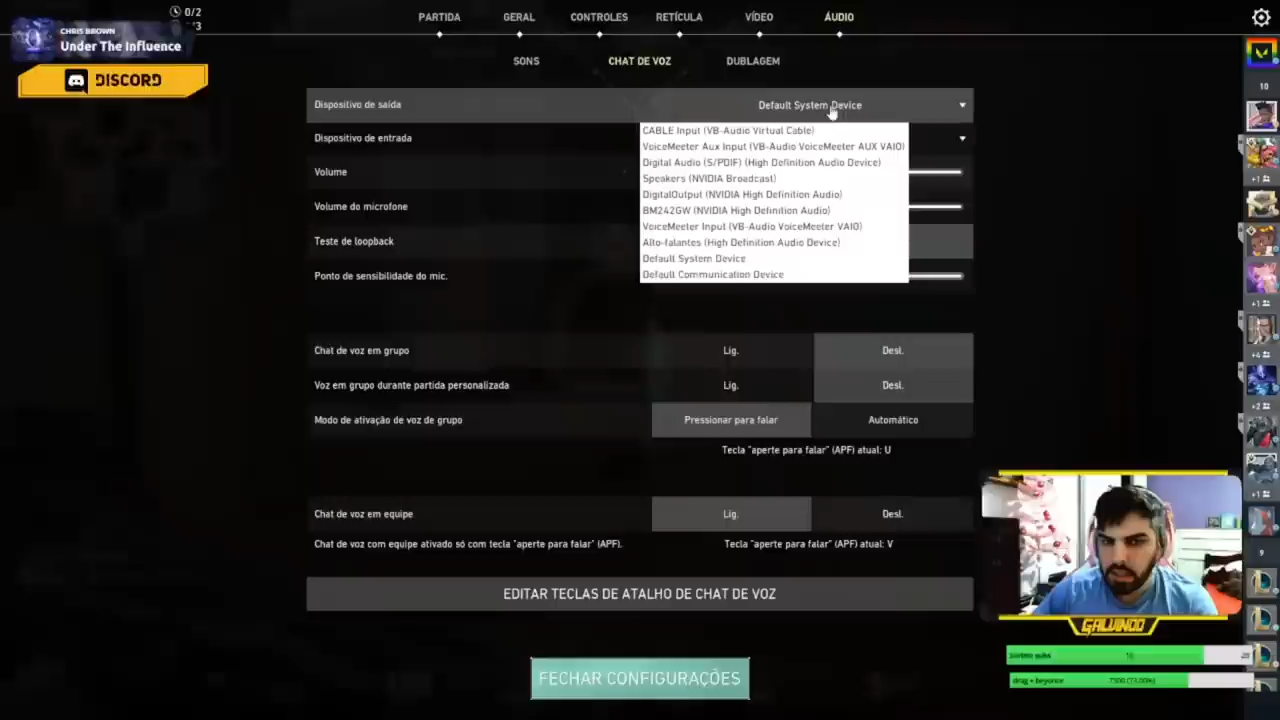 0/2
/3
CHRIS BROWN
Under The Influence
DISCORD
PARTIDA
GERAL
CONTROLES
RETÍCULA
VÍDEO
ÁUDIO
SONS
CHAT DE VOZ
DUBLAGEM
Dispositivo de saída
Default System Device
Dispositivo de entrada
CABLE Input (VB-Audio Virtual Cable)
VoiceMeeter Aux Input (VB-Audio VoiceMeeter AUX VAIO)
Digital Audio (S/PDIF) (High Definition Audio Device)
Speakers (NVIDIA Broadcast)
DigitalOutput (NVIDIA High Definition Audio)
BM242GW (NVIDIA High Definition Audio)
VoiceMeeter Input (VB-Audio VoiceMeeter VAIO)
Alto-falantes (High Definition Audio Device)
Default System Device
Default Communication Device
Volume
Volume do microfone
Teste de loopback
Ponto de sensibilidade do mic.
Chat de voz em grupo
Lig.
Desl.
Voz em grupo durante partida personalizada
Lig.
Desl.
Modo de ativação de voz de grupo
Pressionar para falar
Automático
Tecla "aperte para falar" (APF) atual: U
Chat de voz em equipe
Lig.
Desl.
Chat de voz com equipe ativado só com tecla "aperte para falar" (APF).
Tecla "aperte para falar" (APF) atual: V
EDITAR TECLAS DE ATALHO DE CHAT DE VOZ
FECHAR CONFIGURAÇÕES
10
+1
+1
+4
+2
+1
9
GALVINDO